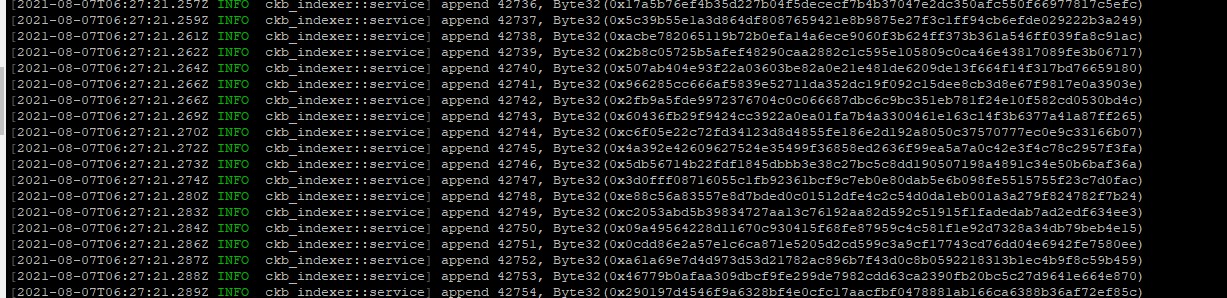 [2021-08-07T06:27:21.257Z INFO  ckb_indexer::service] append 42736, Byte32(0x17a5b76ef4b35d227b04f5dececf7b4b37047e2dc350afc550f66977817c5efc)
[2021-08-07T06:27:21.259Z INFO  ckb_indexer::service] append 42737, Byte32(0x5c39b55e1a3d864df8087659421e8b9875e27f3c1ff94cb6efde029222b3a249)
[2021-08-07T06:27:21.261Z INFO  ckb_indexer::service] append 42738, Byte32(0xacbe782065119b72b0efa14a6ece9060f3b624ff373b361a546ff039fa8c91ac)
[2021-08-07T06:27:21.262Z INFO  ckb_indexer::service] append 42739, Byte32(0x2b8c05725b5afef48290caa2882c1c595e105809c0ca46e43817089fe3b06717)
[2021-08-07T06:27:21.264Z INFO  ckb_indexer::service] append 42740, Byte32(0x507ab404e93f22a03603be82a0e21e481de6209de13f664f14f317bd76659180)
[2021-08-07T06:27:21.266Z INFO  ckb_indexer::service] append 42741, Byte32(0x966285cc666af5839e52711da352dc19f092c15dee8cb3d8e67f9817e0a3903e)
[2021-08-07T06:27:21.266Z INFO  ckb_indexer::service] append 42742, Byte32(0x2fb9a5fde9972376704c0c066687dbc6c9bc351eb781f24e10f582cd0530bd4c)
[2021-08-07T06:27:21.269Z INFO  ckb_indexer::service] append 42743, Byte32(0x60436fb29f9424cc3922a0ea01fa7b4a3300461e163c14f3b6377a41a87ff265)
[2021-08-07T06:27:21.270Z INFO  ckb_indexer::service] append 42744, Byte32(0xc6f05e22c72fd34123d8d4855fe186e2d192a8050c37570777ec0e9c33166b07)
[2021-08-07T06:27:21.272Z INFO  ckb_indexer::service] append 42745, Byte32(0x4a392e42609627524e35499f36858ed2636f99ea5a7a0c42e3f4c78c2957f3fa)
[2021-08-07T06:27:21.273Z INFO  ckb_indexer::service] append 42746, Byte32(0x5db56714b22fdf1845dbbb3e38c27bc5c8dd190507198a4891c34e50b6baf36a)
[2021-08-07T06:27:21.274Z INFO  ckb_indexer::service] append 42747, Byte32(0x3d0fff08716055c1fb92361bcf9c7eb0e80dab5e6b098fe5515755f23c7d0fac)
[2021-08-07T06:27:21.280Z INFO  ckb_indexer::service] append 42748, Byte32(0xe88c56a83557e8d7bded0c01512dfe4c2c54d0da1eb001a3a279f824782f7b24)
[2021-08-07T06:27:21.283Z INFO  ckb_indexer::service] append 42749, Byte32(0xc2053abd5b39834727aa13c76192aa82d592c51915f1fadedab7ad2edf634ee3)
[2021-08-07T06:27:21.284Z INFO  ckb_indexer::service] append 42750, Byte32(0x09a49564228d11670c930415f68fe87959c4c581f1e92d7328a34db79beb4e15)
[2021-08-07T06:27:21.286Z INFO  ckb_indexer::service] append 42751, Byte32(0x0cdd86e2a57e1c6ca871e5205d2cd599c3a9cf17743cd76dd04e6942fe7580ee)
[2021-08-07T06:27:21.287Z INFO  ckb_indexer::service] append 42752, Byte32(0xa61a69e7d4d973d53d21782ac896b7f43d0c8b0592218313b1ec4b9f8c59b459)
[2021-08-07T06:27:21.288Z INFO  ckb_indexer::service] append 42753, Byte32(0x46779b0afaa309dbcf9fe299de7982cdd63ca2390fb20bc5c27d9641e664e870)
[2021-08-07T06:27:21.289Z INFO  ckb_indexer::service] append 42754, Byte32(0x290197d4546f9a6328bf4e0cfc17aacfbf0478881ab166ca6388b36af72ef85c)